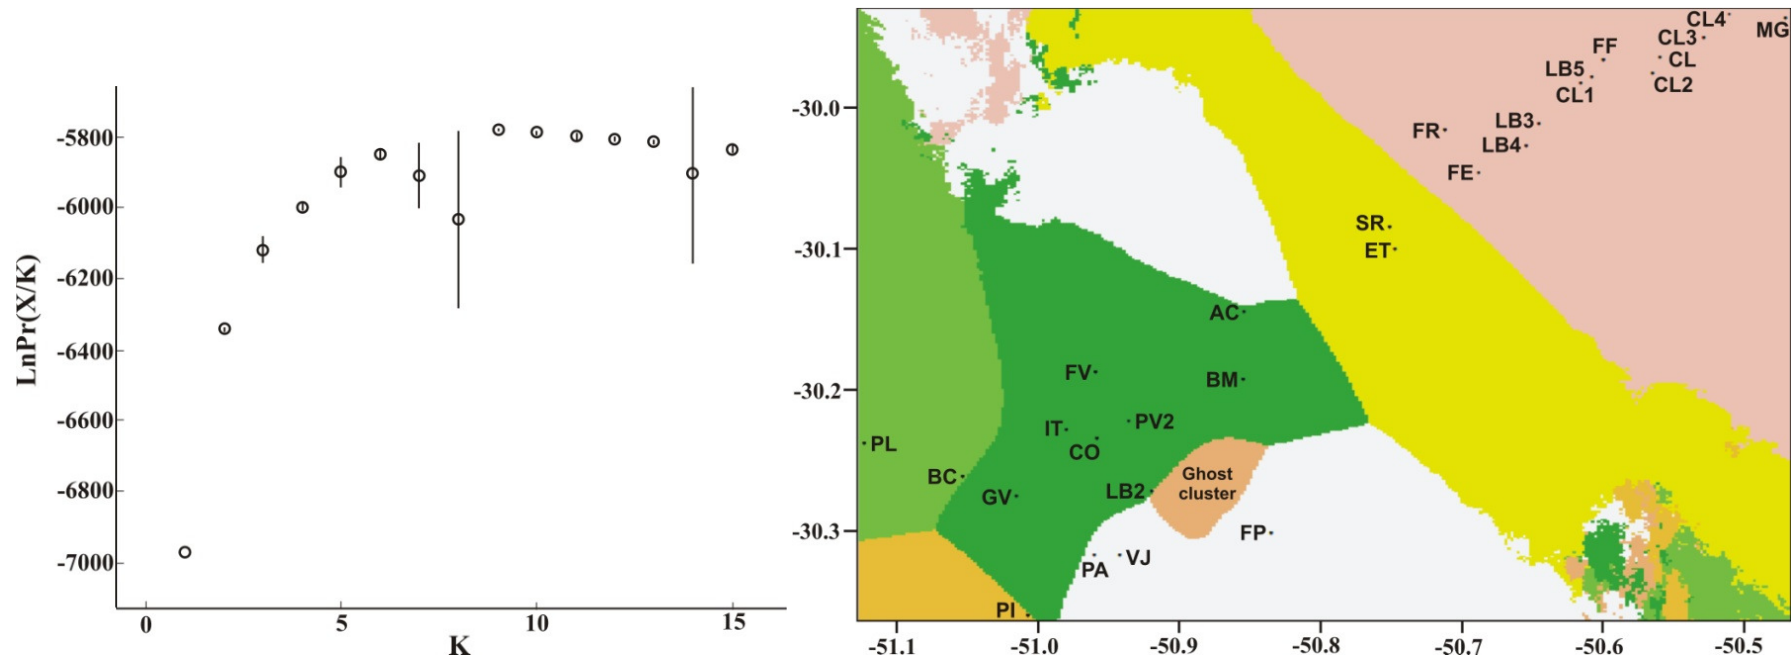 LnPr(X/K)
-5800
-6000
-6200
-6400
-6600
-6800
-7000
0
5
10
15
K
-30.0
-30.1
-30.2
-30.3
-51.1
-51.0
-50.9
-50.8
-50.7
-50.6
-50.5
CL4
MG
CL3
FF
CL
LB5
CL2
CL1
LB3
FR
LB4
FE
SR
ET
AC
FV
BM
PV2
IT
CO
PL
BC
Ghost
cluster
GV
LB2
FP
VJ
PA
PI